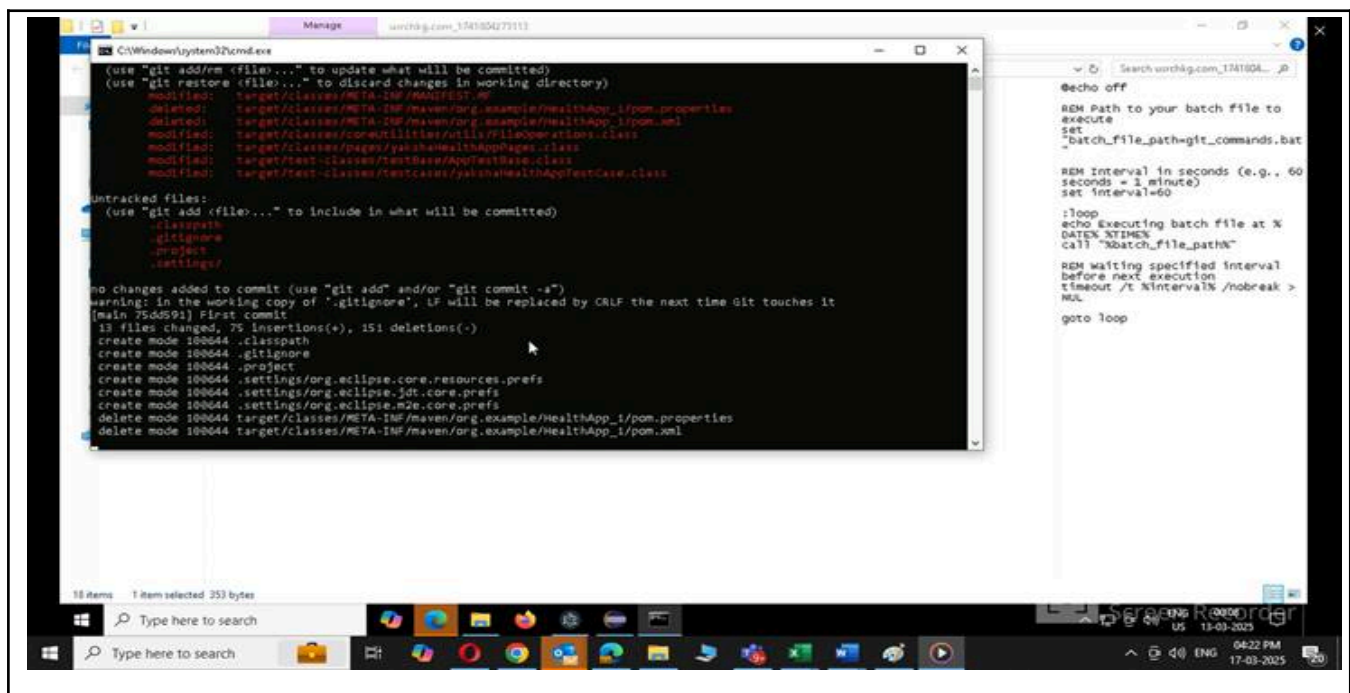 Manage
C:\Windows\system32\cmd.exe
(use "git add/rm <file>..." to update what will be committed)
(use "git restore <file>..." to discard changes in working directory)
modified: target/classes/META-INF/MANIFEST.MF
deleted: target/classes/META-INF/maven/org.example/HealthApp_1/pom.properties
deleted: target/classes/META-INF/maven/org.example/HealthApp_1/pom.xml
modified: target/classes/coreUtilities/utils/FileOperations.class
modified: target/classes/pages/yakshaHealthAppPages.class
modified: target/test-classes/testBase/AppTestBase.class
modified: target/test-classes/testcases/yakshaHealthAppTestCase.class
Untracked files:
(use "git add <file>..." to include in what will be committed)
.classpath
.gitignore
.project
.settings/
no changes added to commit (use "git add" and/or "git commit -a")
warning: in the working copy of '.gitignore', LF will be replaced by CRLF the next time Git touches it
[main 75dd591] First commit
13 files changed, 75 insertions(+), 151 deletions(-)
create mode 100644 .classpath
create mode 100644 .gitignore
create mode 100644 .project
create mode 100644 .settings/org.eclipse.core.resources.prefs
create mode 100644 .settings/org.eclipse.jdt.core.prefs
create mode 100644 .settings/org.eclipse.m2e.core.prefs
delete mode 100644 target/classes/META-INF/maven/org.example/HealthApp_1/pom.properties
delete mode 100644 target/classes/META-INF/maven/org.example/HealthApp_1/pom.xml
@echo off
REM Path to your batch file to
execute
set
"batch_file_path=git_commands.bat
"
REM Interval in seconds (e.g., 60
seconds = 1 minute)
set interval=60
:loop
echo Executing batch file at %
DATE% %TIME%
call "%batch_file_path%"
REM Waiting specified interval
before next execution
timeout /t %interval% /nobreak >
NUL
goto loop
18 items 1 item selected 353 bytes
Type here to search
ENG
US 13-03-2025
Screen Recorder
Type here to search
ENG 04:22 PM
17-03-2025
20